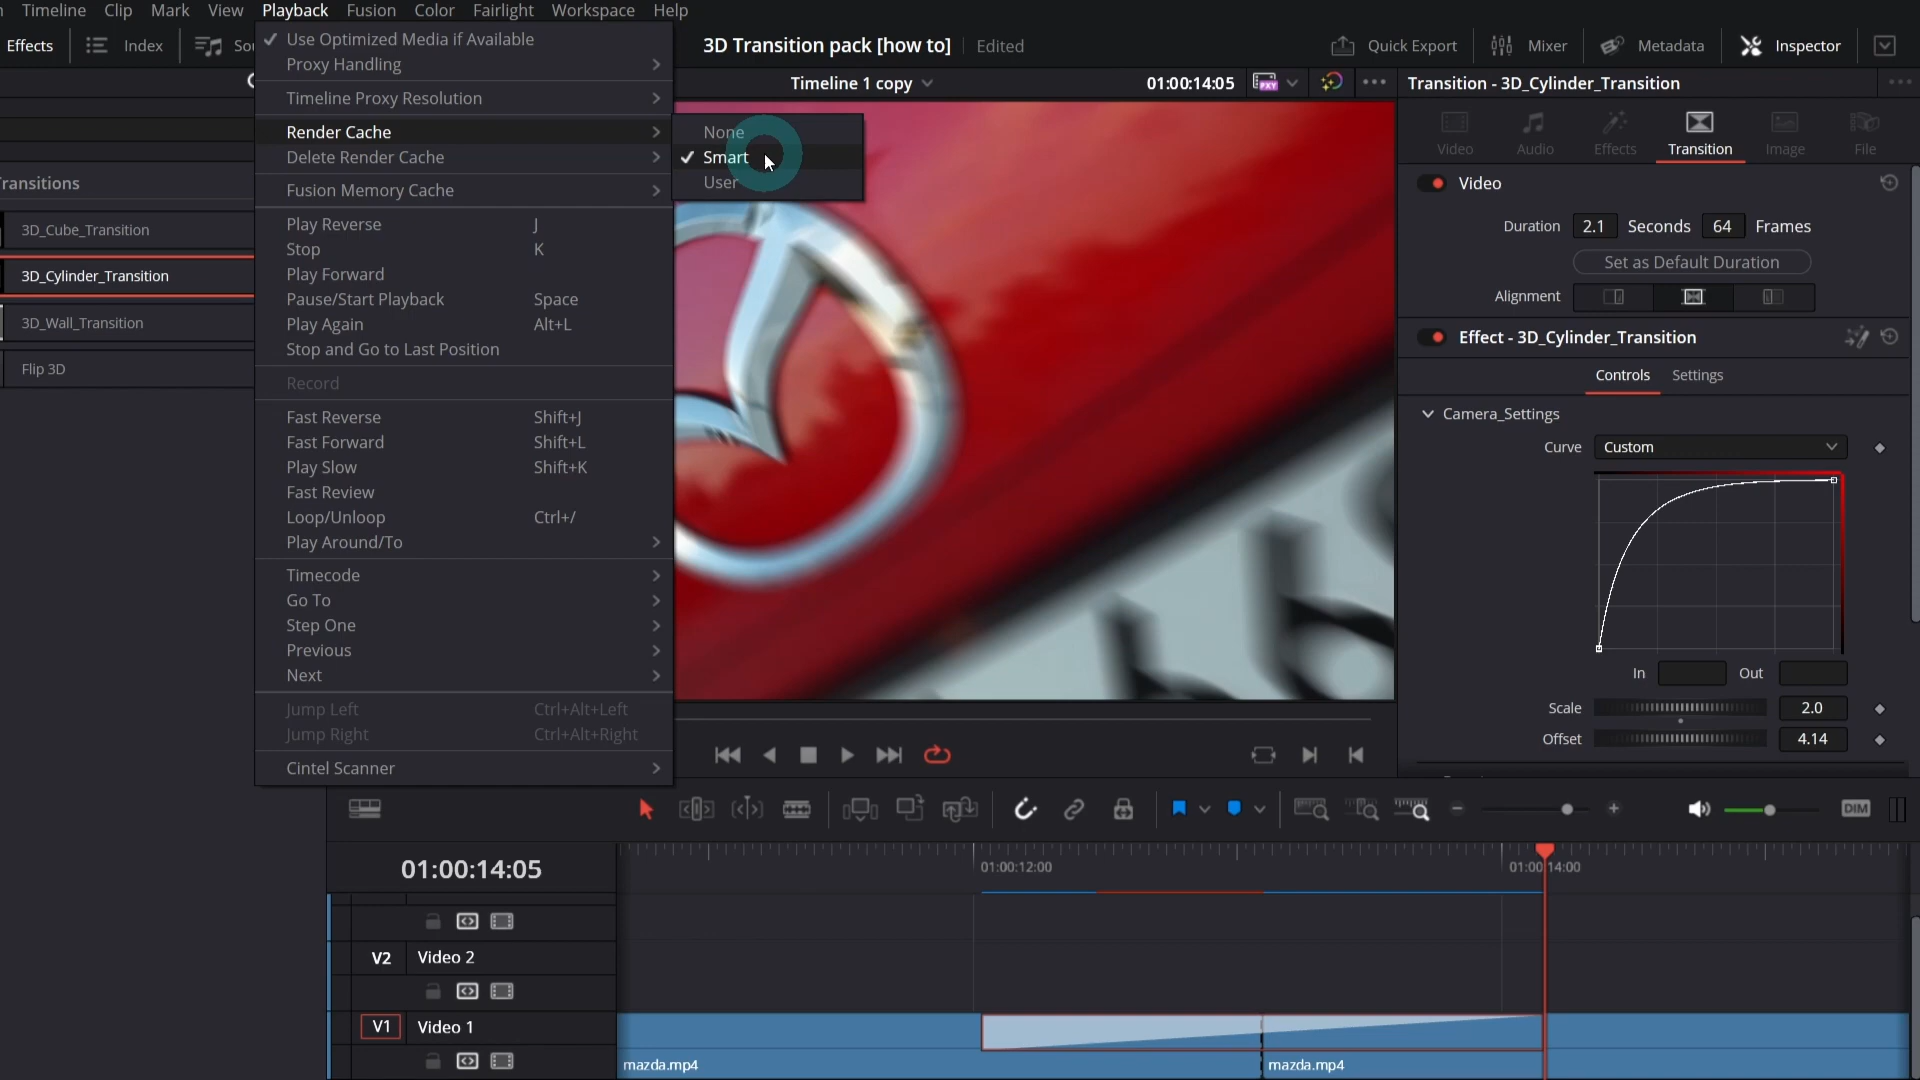 Timeline Clip Mark View Playback Fusion Color Fairlight Workspace Help
Effects Index
3D Transition pack [how to] Edited
Quick Export Mixer Metadata Inspector
Timeline 1 copy 01:00:14:05 PXY
Transition - 3D_Cylinder_Transition
Use Optimized Media if Available
Proxy Handling
Timeline Proxy Resolution
Render Cache
Delete Render Cache
Fusion Memory Cache
Play Reverse J
Stop K
Play Forward
Pause/Start Playback Space
Play Again Alt+L
Stop and Go to Last Position
Record
Fast Reverse Shift+J
Fast Forward Shift+L
Play Slow Shift+K
Fast Review
Loop/Unloop Ctrl+/
Play Around/To
Timecode
Go To
Step One
Previous
Next
Jump Left Ctrl+Alt+Left
Jump Right Ctrl+Alt+Right
Cintel Scanner
None
Smart
User
ransitions
3D_Cube_Transition
3D_Cylinder_Transition
3D_Wall_Transition
Flip 3D
Video Audio Effects Transition Image File
Video
Duration 2.1 Seconds 64 Frames
Set as Default Duration
Alignment
Effect - 3D_Cylinder_Transition
Controls Settings
Camera_Settings
Curve Custom
In Out
Scale 2.0
Offset 4.14
DIM
01:00:14:05
01:00:12:00 01:00:14:00
V2 Video 2
V1 Video 1
mazda.mp4 mazda.mp4